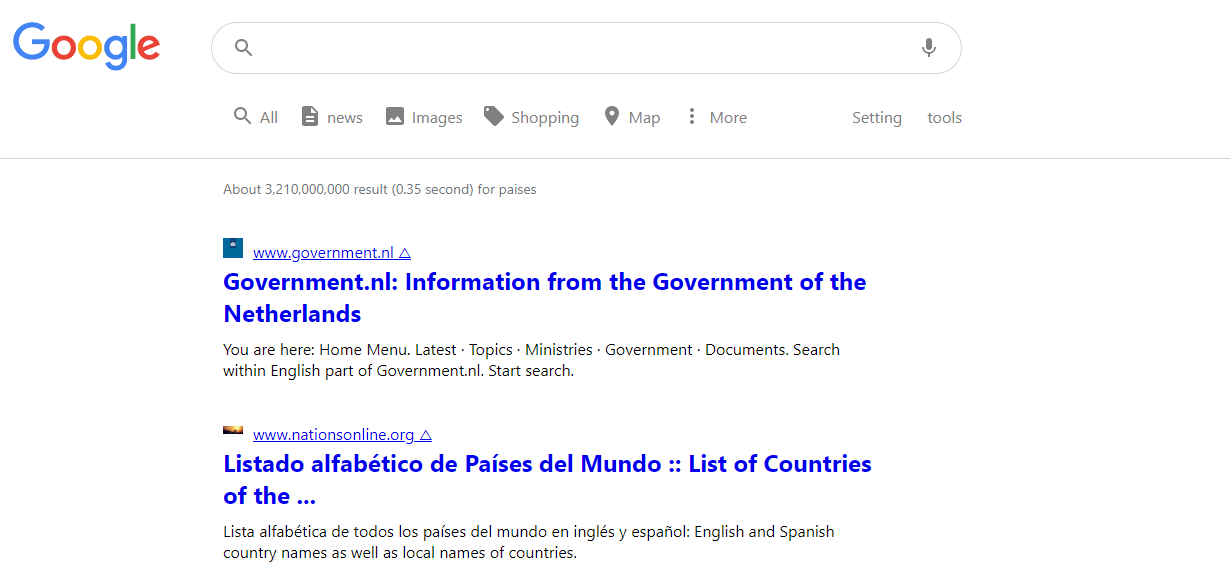 Google
All news Images Shopping Map More Setting tools
About 3,210,000,000 result (0.35 second) for paises
www.government.nl △
Government.nl: Information from the Government of the
Netherlands
You are here: Home Menu. Latest · Topics · Ministries · Government · Documents. Search
within English part of Government.nl. Start search.
www.nationsonline.org △
Listado alfabético de Países del Mundo :: List of Countries
of the ...
Lista alfabética de todos los países del mundo en inglés y español: English and Spanish
country names as well as local names of countries.